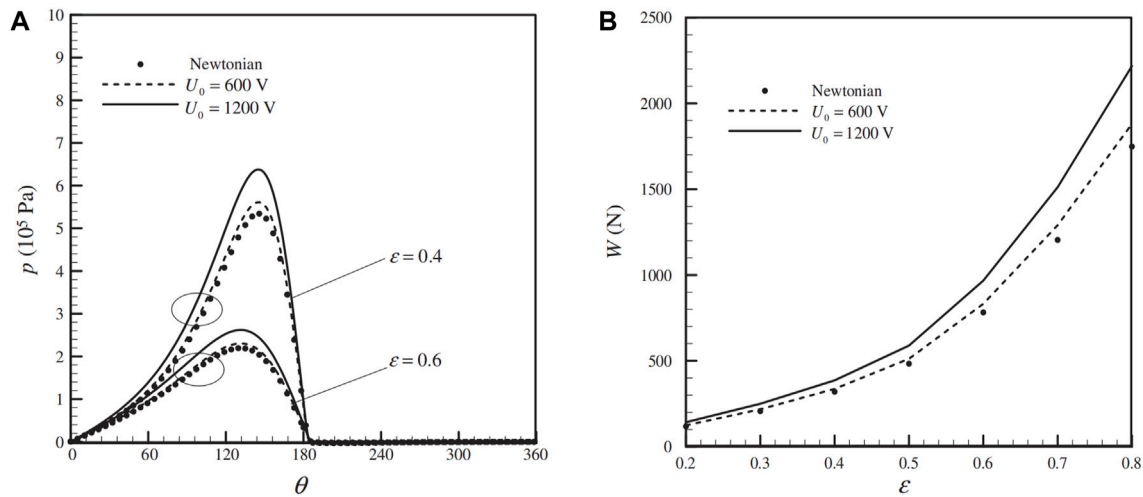 A
10
9
8
7
6
5
4
3
2
1
0
p (10⁵ Pa)
Newtonian
U₀ = 600 V
U₀ = 1200 V
ε = 0.4
ε = 0.6
0 60 120 180 240 300 360
θ
B
2500
2000
1500
1000
500
0
W (N)
Newtonian
U₀ = 600 V
U₀ = 1200 V
0.2 0.3 0.4 0.5 0.6 0.7 0.8
ε